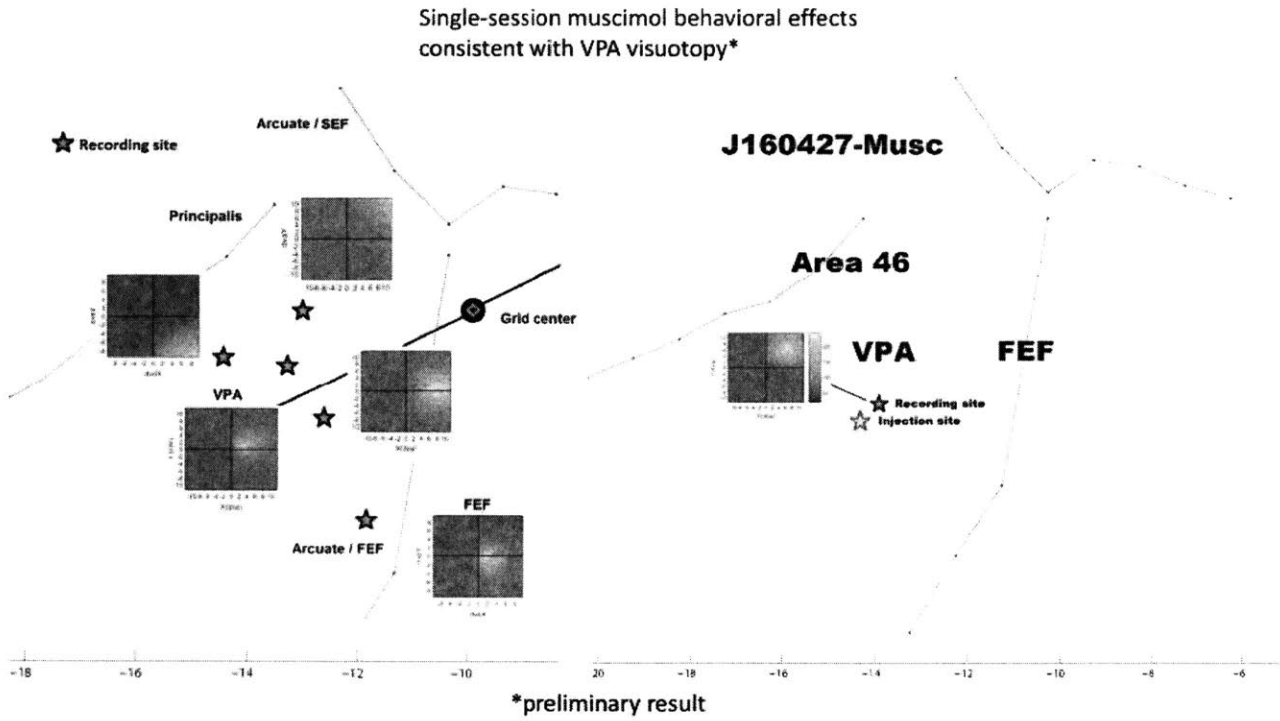 Single-session muscimol behavioral effects
consistent with VPA visuotopy*
Arcuate / SEF
Recording site
Principalis
Grid center
VPA
FEF
Arcuate / FEF
-18
-16
-14
-12
-10
J160427-Musc
Area 46
VPA
FEF
Recording site
Injection site
20
-18
-16
-14
-12
-10
-8
-6
*preliminary result